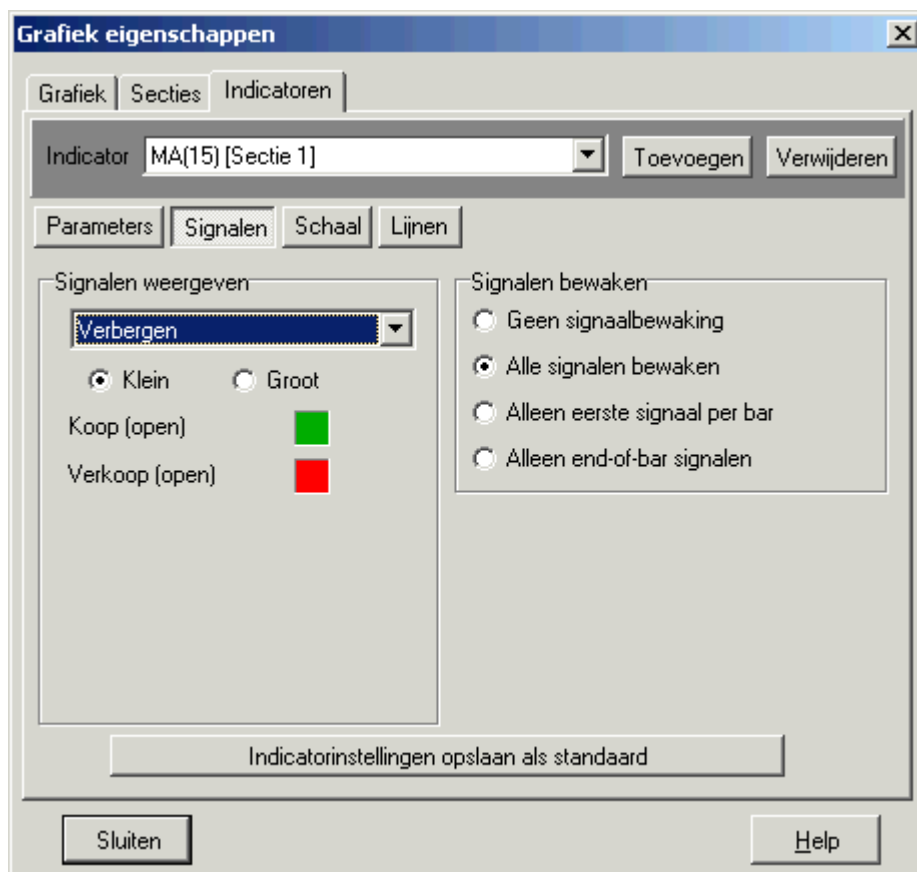 Grafiek eigenschappen
Grafiek Secties Indicatoren
Indicator MA(15) [Sectie 1] Toevoegen Verwijderen
Parameters Signalen Schaal Lijnen
Signalen weergeven
Verbergen
Klein Groot
Koop (open)
Verkoop (open)
Signalen bewaken
Geen signaalbewaking
Alle signalen bewaken
Alleen eerste signaal per bar
Alleen end-of-bar signalen
Indicatorinstellingen opslaan als standaard
Sluiten Help